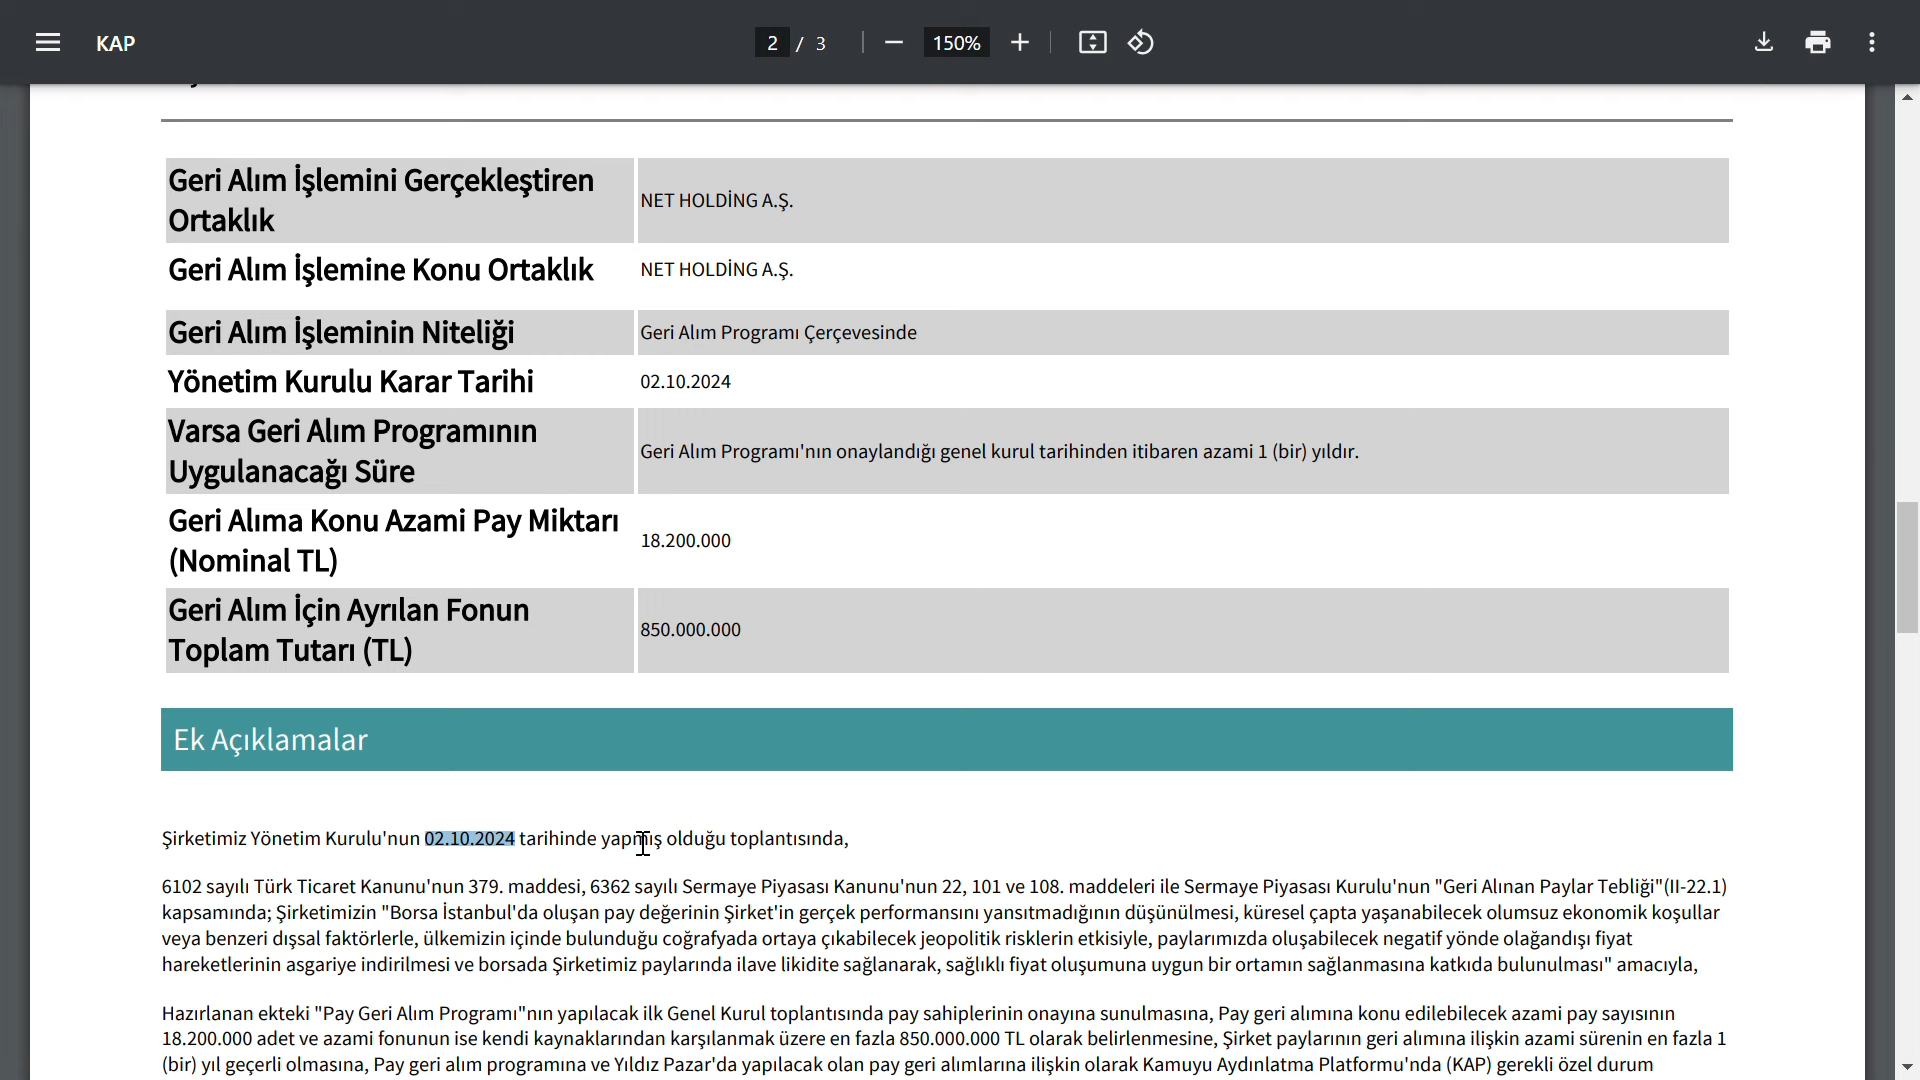 KAP
2 / 3
150%
Geri Alım İşlemini Gerçekleştiren
Ortaklık
NET HOLDİNG A.Ş.
Geri Alım İşlemine Konu Ortaklık
NET HOLDİNG A.Ş.
Geri Alım İşleminin Niteliği
Geri Alım Programı Çerçevesinde
Yönetim Kurulu Karar Tarihi
02.10.2024
Varsa Geri Alım Programının
Uygulanacağı Süre
Geri Alım Programı'nın onaylandığı genel kurul tarihinden itibaren azami 1 (bir) yıldır.
Geri Alıma Konu Azami Pay Miktarı
(Nominal TL)
18.200.000
Geri Alım İçin Ayrılan Fonun
Toplam Tutarı (TL)
850.000.000
Ek Açıklamalar
Şirketimiz Yönetim Kurulu'nun 02.10.2024 tarihinde yapmış olduğu toplantısında,
6102 sayılı Türk Ticaret Kanunu'nun 379. maddesi, 6362 sayılı Sermaye Piyasası Kanunu'nun 22, 101 ve 108. maddeleri ile Sermaye Piyasası Kurulu'nun "Geri Alınan Paylar Tebliği"(II-22.1)
kapsamında; Şirketimizin "Borsa İstanbul'da oluşan pay değerinin Şirket'in gerçek performansını yansıtmadığının düşünülmesi, küresel çapta yaşanabilecek olumsuz ekonomik koşullar
veya benzeri dışsal faktörlerle, ülkemizin içinde bulunduğu coğrafyada ortaya çıkabilecek jeopolitik risklerin etkisiyle, paylarımızda oluşabilecek negatif yönde olağandışı fiyat
hareketlerinin asgariye indirilmesi ve borsada Şirketimiz paylarında ilave likidite sağlanarak, sağlıklı fiyat oluşumuna uygun bir ortamın sağlanmasına katkıda bulunulması" amacıyla,
Hazırlanan ekteki "Pay Geri Alım Programı"nın yapılacak ilk Genel Kurul toplantısında pay sahiplerinin onayına sunulmasına, Pay geri alımına konu edilebilecek azami pay sayısının
18.200.000 adet ve azami fonunun ise kendi kaynaklarından karşılanmak üzere en fazla 850.000.000 TL olarak belirlenmesine, Şirket paylarının geri alımına ilişkin azami sürenin en fazla 1
(bir) yıl geçerli olmasına, Pay geri alım programına ve Yıldız Pazar'da yapılacak olan pay geri alımlarına ilişkin olarak Kamuyu Aydınlatma Platformu'nda (KAP) gerekli özel durum